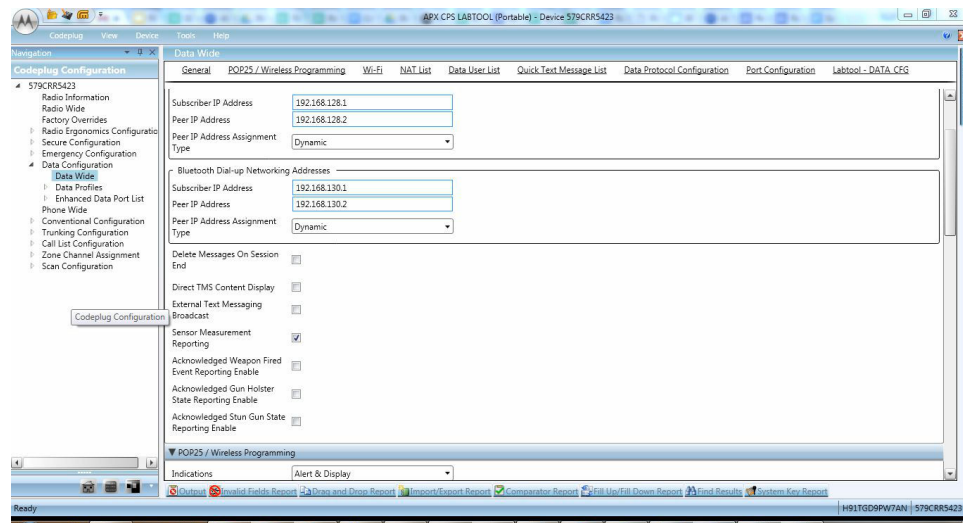 APX CPS LABTOOL (Portable) - Device 579CRR5423
Codeplug View Device Tools Help
Navigation
Codeplug Configuration
579CRR5423
Radio Information
Radio Wide
Factory Overrides
Radio Ergonomics Configuratio
Secure Configuration
Emergency Configuration
Data Configuration
Data Wide
Data Profiles
Enhanced Data Port List
Phone Wide
Conventional Configuration
Trunking Configuration
Call List Configuration
Zone Channel Assignment
Scan Configuration
Codeplug Configuration
Data Wide
General POP25 / Wireless Programming Wi-Fi NAT List Data User List Quick Text Message List Data Protocol Configuration Port Configuration Labtool - DATA_CFG
Subscriber IP Address 192.168.128.1
Peer IP Address 192.168.128.2
Peer IP Address Assignment
Type Dynamic
Bluetooth Dial-up Networking Addresses
Subscriber IP Address 192.168.130.1
Peer IP Address 192.168.130.2
Peer IP Address Assignment
Type Dynamic
Delete Messages On Session
End
Direct TMS Content Display
External Text Messaging
Broadcast
Sensor Measurement
Reporting
Acknowledged Weapon Fired
Event Reporting Enable
Acknowledged Gun Holster
State Reporting Enable
Acknowledged Stun Gun State
Reporting Enable
POP25 / Wireless Programming
Indications Alert & Display
Output Invalid Fields Report Drag and Drop Report Import/Export Report Comparator Report Fill Up/Fill Down Report Find Results System Key Report
Ready H91TGD9PW7AN 579CRR5423